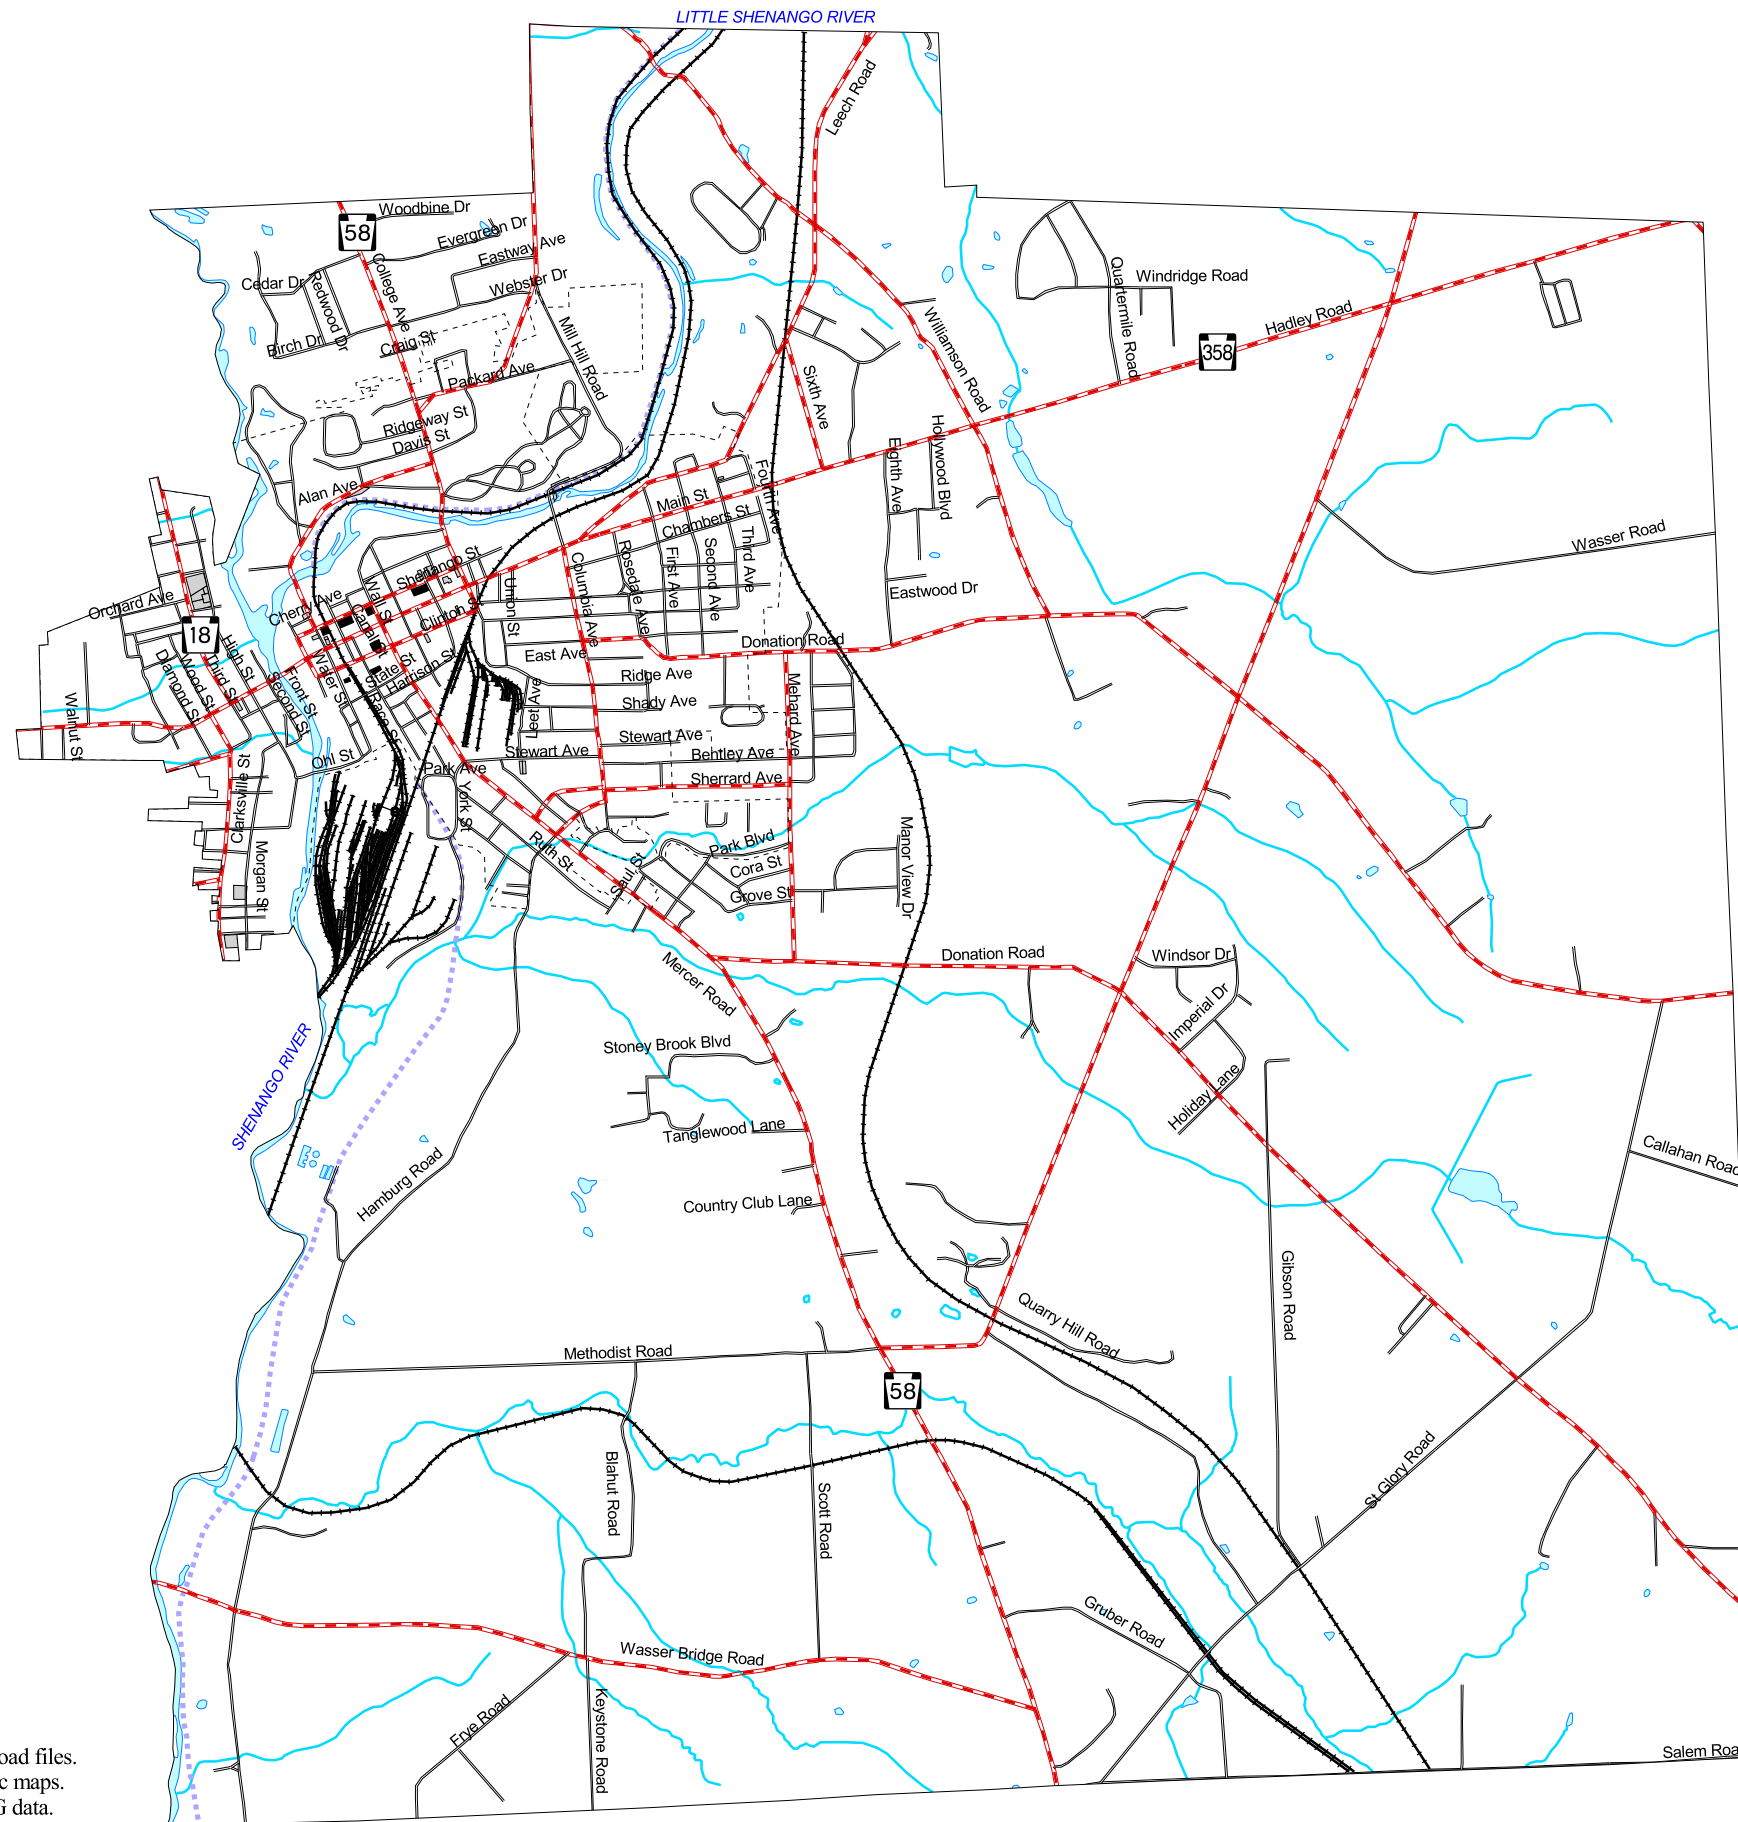 LITTLE SHENANGO RIVER
Leech Road
Woodbine Dr
58
Evergreen Dr
Eastway Ave
Cedar Dr
Redwood Dr
College Ave
Webster Dr
Windridge Road
Quartermile Road
Hadley Road
358
Birch Dr
Craig St
Mill Hill Road
Williamson Road
Packard Ave
Sixth Ave
Ridgeway St
Davis St
Hollywood Blvd
Eighth Ave
Alan Ave
Main St
Fourth Ave
Chambers St
Wasser Road
Shenango St
Columbia Ave
Rosedale Ave
First Ave
Second Ave
Third Ave
Eastwood Dr
Orchard Ave
Cherry Ave
Wall St
Canal St
Clinton St
Union St
18
High St
Third St
Wood St
Diamond St
Second St
Front St
Water St
State St
Harrison St
Race St
East Ave
Donation Road
Ridge Ave
Shady Ave
Leet Ave
Mehard Ave
Walnut St
Stewart Ave
Stewart Ave
Bentley Ave
Ohl St
Park Ave
Sherrard Ave
Clarksville St
York St
Morgan St
Ruth St
Saul St
Park Blvd
Cora St
Grove St
Manor View Dr
Mercer Road
Donation Road
Windsor Dr
Imperial Dr
Stoney Brook Blvd
SHENANGO RIVER
Holiday Lane
Tanglewood Lane
Callahan Road
Hamburg Road
Country Club Lane
Gibson Road
Quarry Hill Road
Methodist Road
58
Blahut Road
Scott Road
St Glory Road
Gruber Road
Wasser Bridge Road
Frye Road
Keystone Road
Salem Roa
oad files.
c maps.
G data.